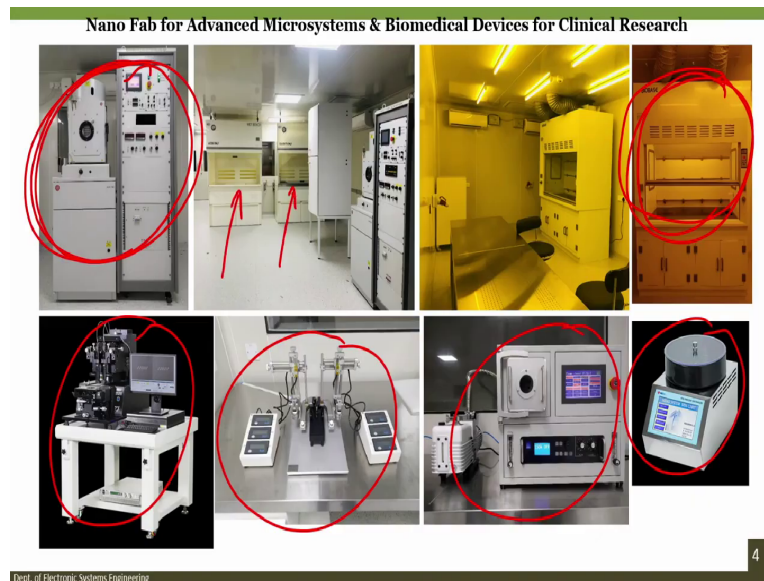 Nano Fab for Advanced Microsystems & Biomedical Devices for Clinical Research
4
Dept. of Electronic Systems Engineering